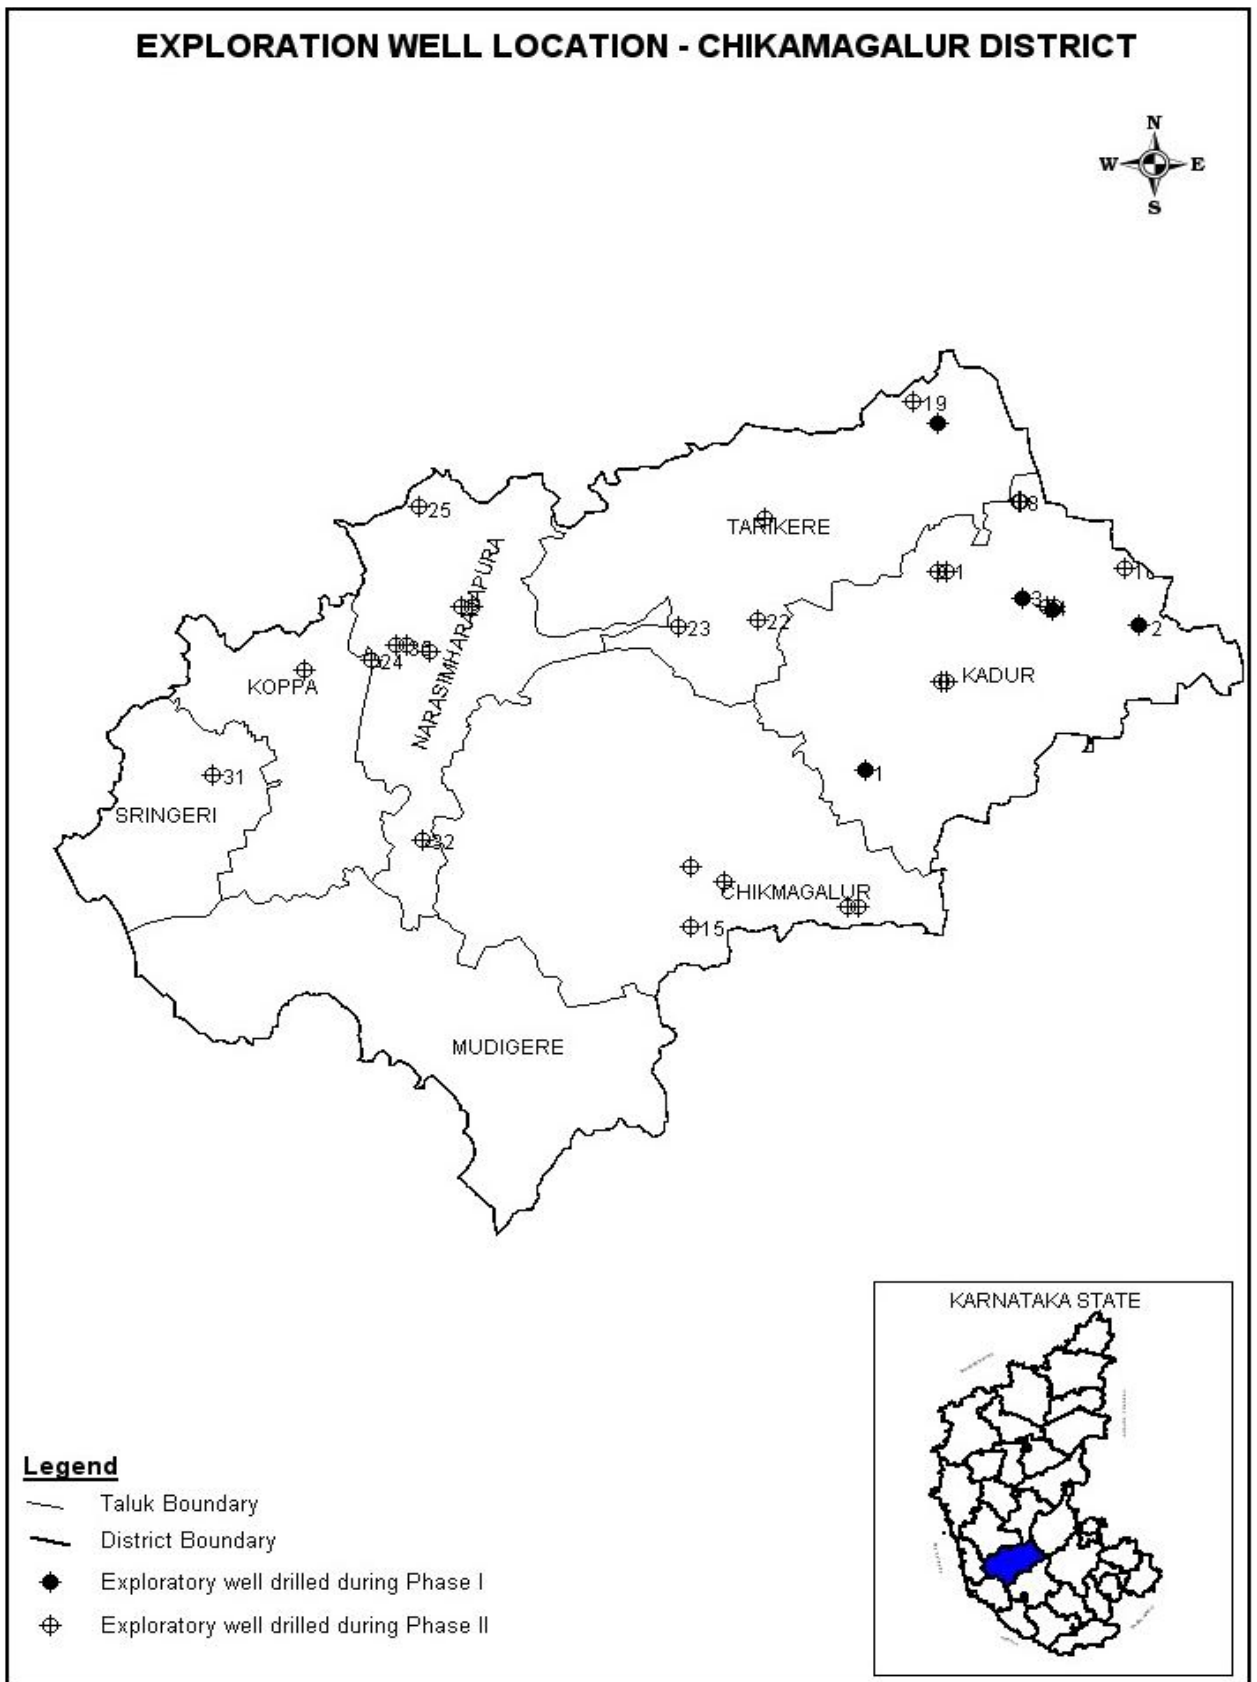 EXPLORATION WELL LOCATION - CHIKAMAGALUR DISTRICT
N
W E
S
19
25
8
TARIKERE
1
3
2
23
22
24
NARASIMHARAJAPURA
KOPPA
KADUR
31
1
SRINGERI
32
CHIKMAGALUR
15
MUDIGERE
KARNATAKA STATE
Legend
Taluk Boundary
District Boundary
Exploratory well drilled during Phase I
Exploratory well drilled during Phase II